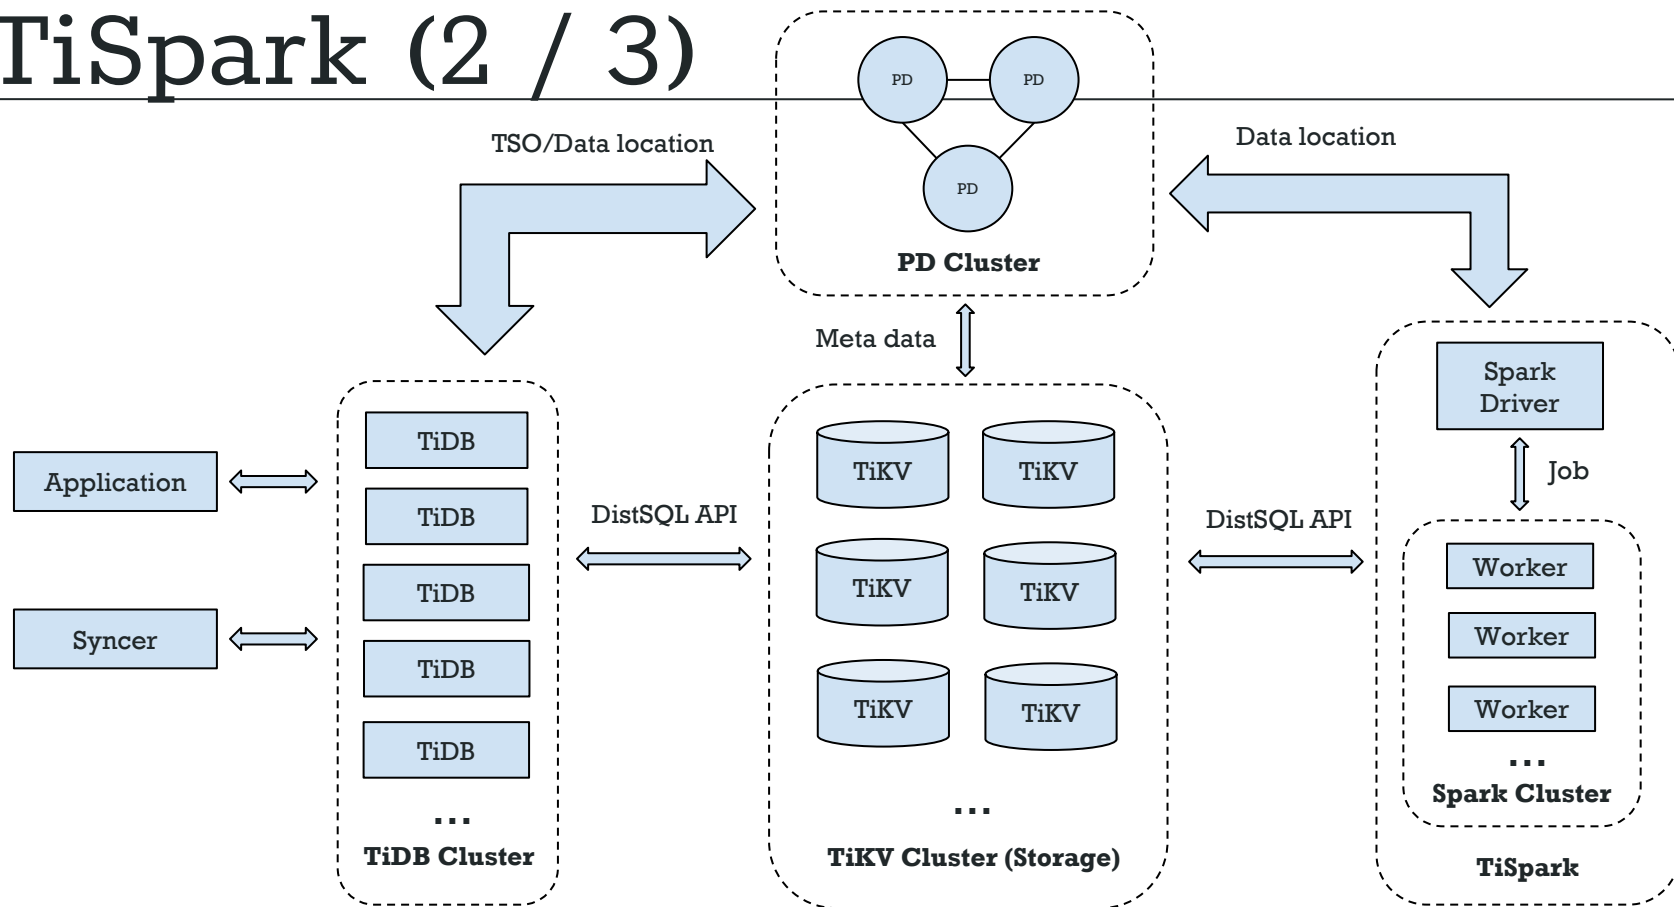 TiSpark (2 / 3)
PD
PD
PD
PD Cluster
TSO/Data location
Data location
Meta data
Application
Syncer
TiDB
TiDB
TiDB
TiDB
TiDB
...
TiDB Cluster
DistSQL API
TiKV
TiKV
TiKV
TiKV
TiKV
TiKV
...
TiKV Cluster (Storage)
DistSQL API
Spark
Driver
Job
Worker
Worker
Worker
...
Spark Cluster
TiSpark